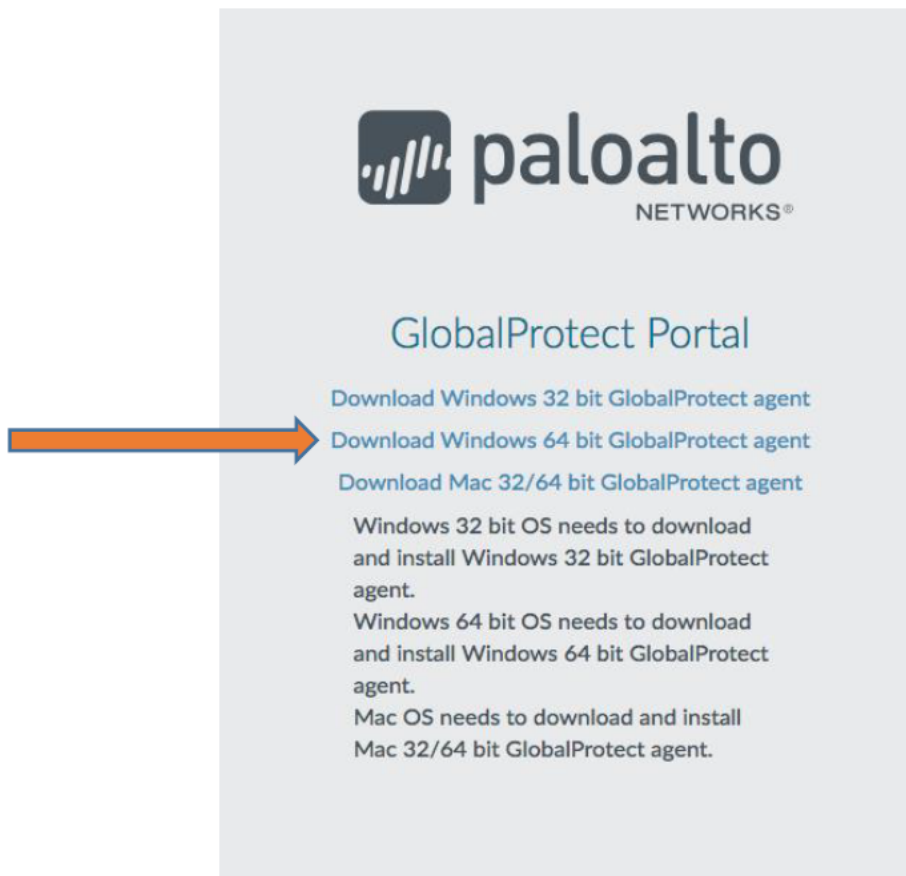 paloalto
NETWORKS®
GlobalProtect Portal
Download Windows 32 bit GlobalProtect agent
Download Windows 64 bit GlobalProtect agent
Download Mac 32/64 bit GlobalProtect agent
Windows 32 bit OS needs to download
and install Windows 32 bit GlobalProtect
agent.
Windows 64 bit OS needs to download
and install Windows 64 bit GlobalProtect
agent.
Mac OS needs to download and install
Mac 32/64 bit GlobalProtect agent.